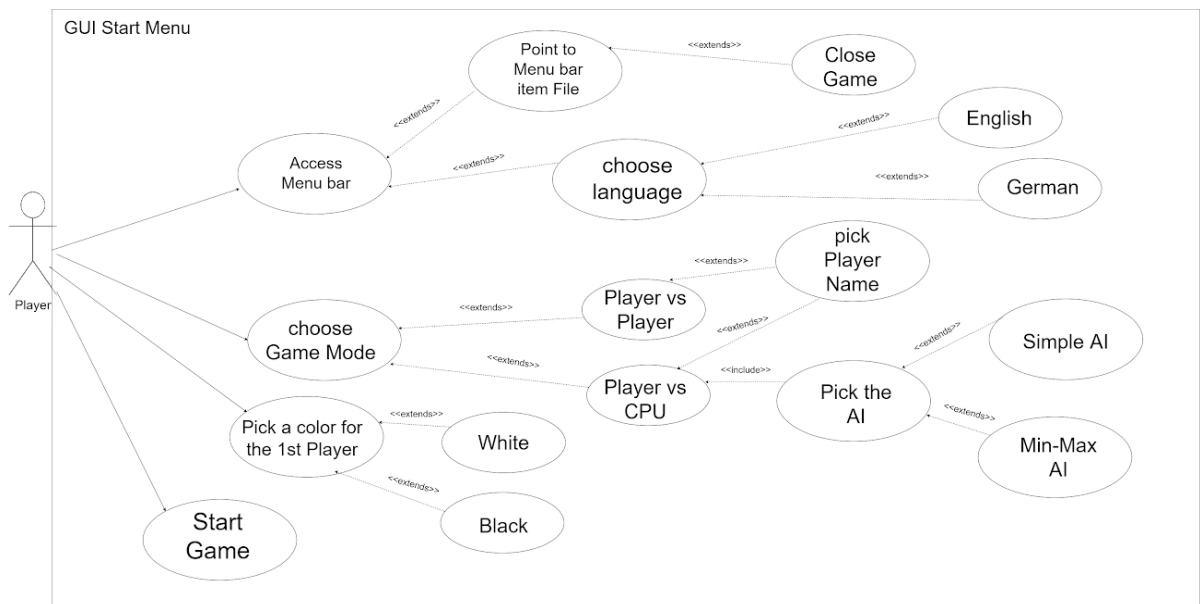 GUI Start Menu
Point to
Menu bar
item File
<<extends>>
Close
Game
<<extends>>
English
<<extends>>
Access
Menu bar
<<extends>>
choose
language
<<extends>>
German
Player
pick
Player
Name
<<extends>>
Player vs
Player
<<extends>>
choose
Game Mode
<<extends>>
Simple AI
<<extends>>
<<extends>>
Player vs
CPU
<<include>>
Pick the
AI
<<extends>>
Min-Max
AI
Pick a color for
the 1st Player
<<extends>>
White
<<extends>>
Black
Start
Game